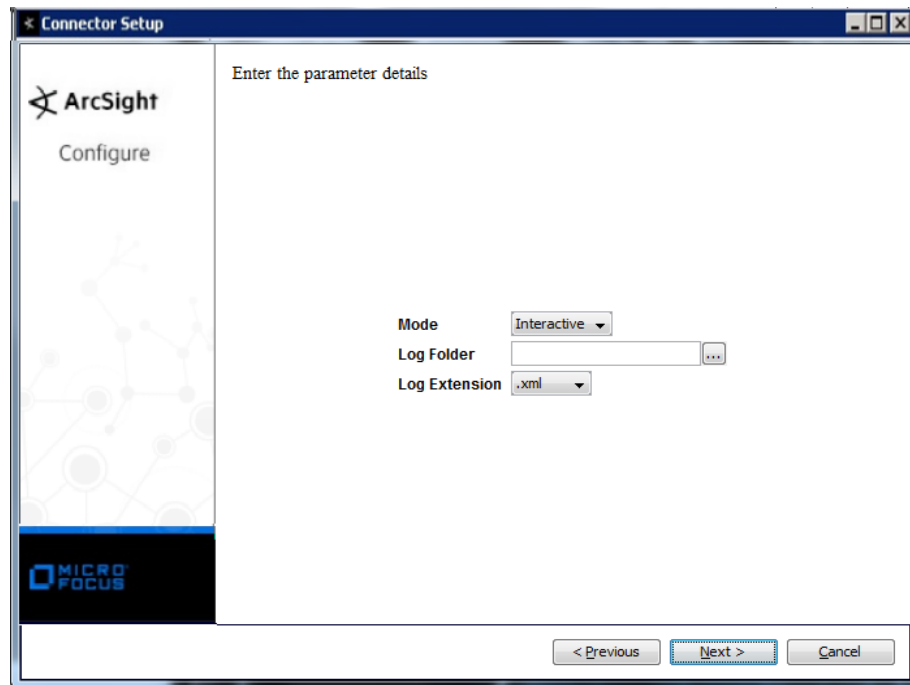 Connector Setup
ArcSight
Configure
Enter the parameter details
Mode Interactive
Log Folder ...
Log Extension .xml
MICRO
FOCUS
< Previous Next > Cancel